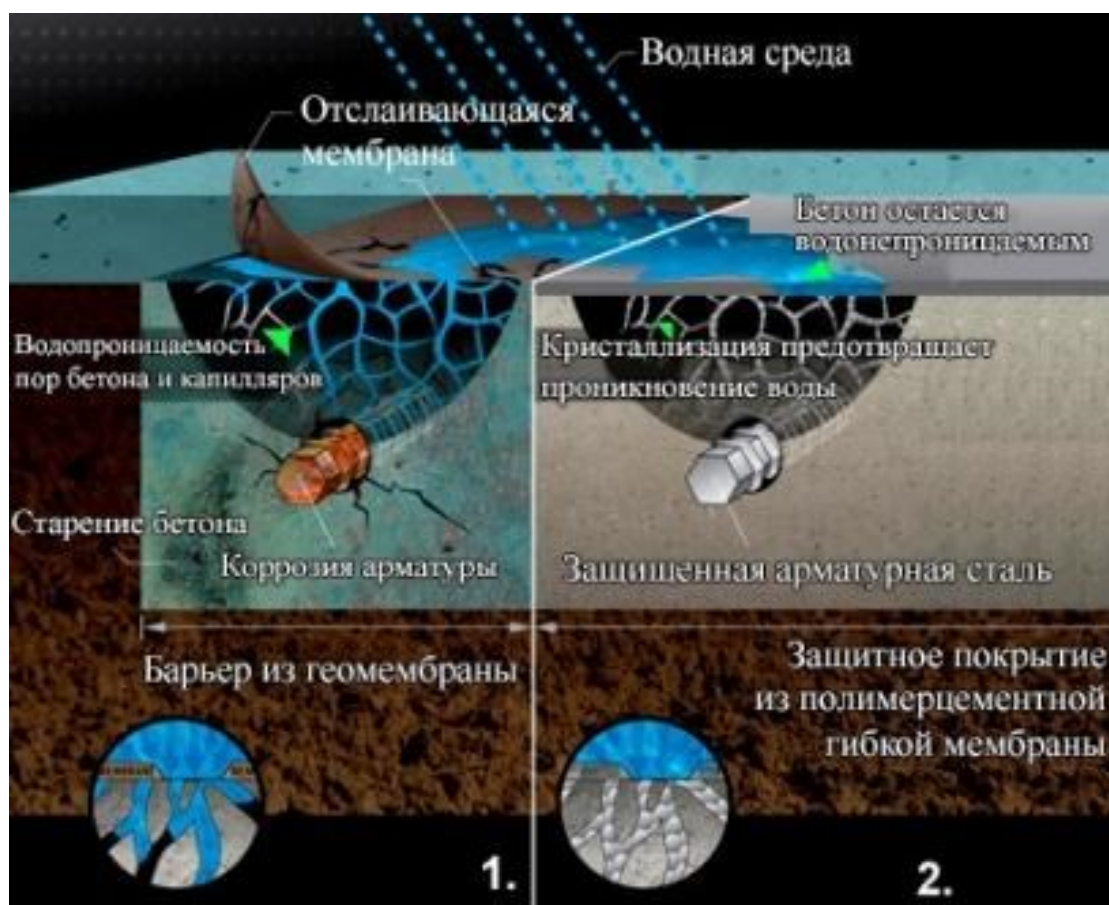 Водная среда
Отслаивающаяся
мембрана
Бетон остается
водонепроницаемым
Водопроницаемость
пор бетона и капилляров
Кристаллизация предотвращает
проникновение воды
Старение бетона
Коррозия арматуры
Защищенная арматурная сталь
Барьер из геомембраны
Защитное покрытие
из полимерцементной
гибкой мембраны
1.
2.